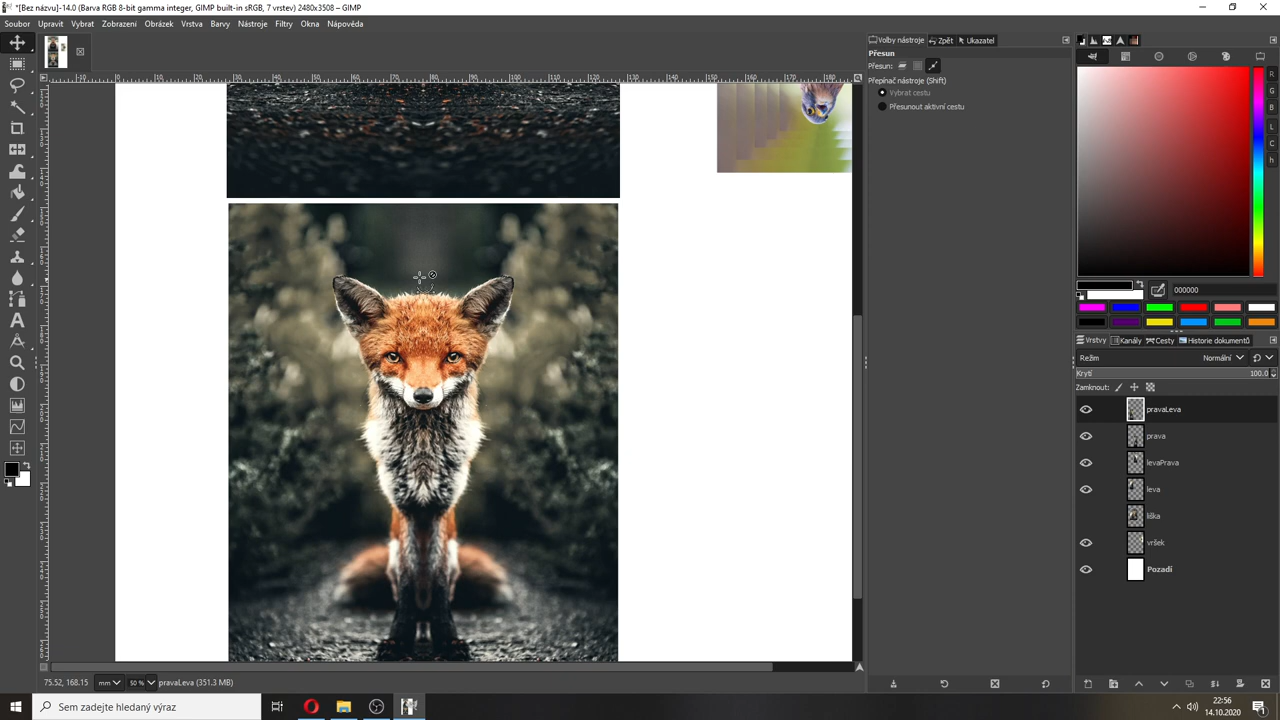 *[Bez názvu]-14.0 (Barva RGB 8-bit gamma integer, GIMP built-in sRGB, 7 vrstev) 2480x3508 – GIMP
Soubor Upravit Vybrat Zobrazení Obrázek Vrstva Barvy Nástroje Filtry Okna Nápověda
Volby nástroje Zpět Ukazatel
Přesun
Přesun:
Přepínač nástroje (Shift)
Vybrat cestu
Přesunout aktivní cestu
R
G
B
L
C
h
000000
Vrstvy Kanály Cesty Historie dokumentů
Režim Normální
Krytí 100.0
Zamknout:
pravaLeva
prava
levaPrava
leva
liška
vršek
Pozadí
75.52, 168.15 mm 50 % pravaLeva (351.3 MB)
Sem zadejte hledaný výraz
22:56
14.10.2020